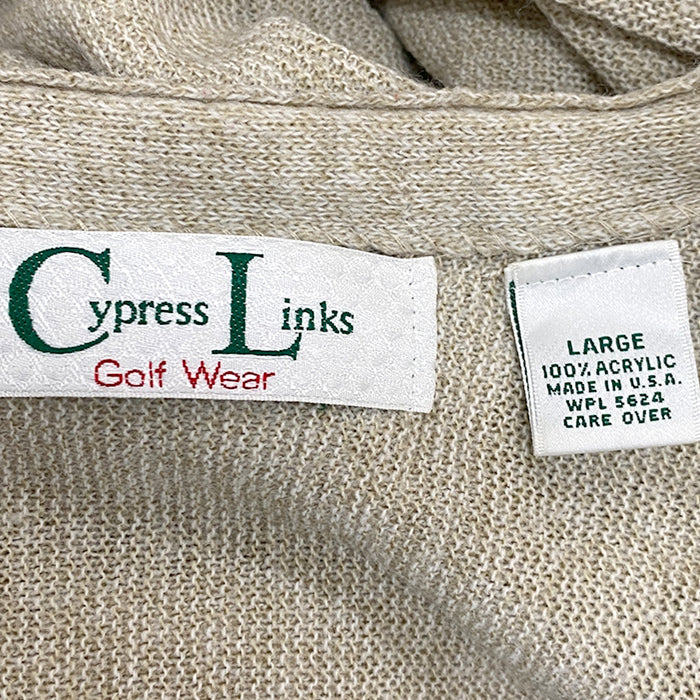 Cypress Links
Golf Wear
LARGE
100% ACRYLIC
MADE IN U.S.A.
WPL 5624
CARE OVER